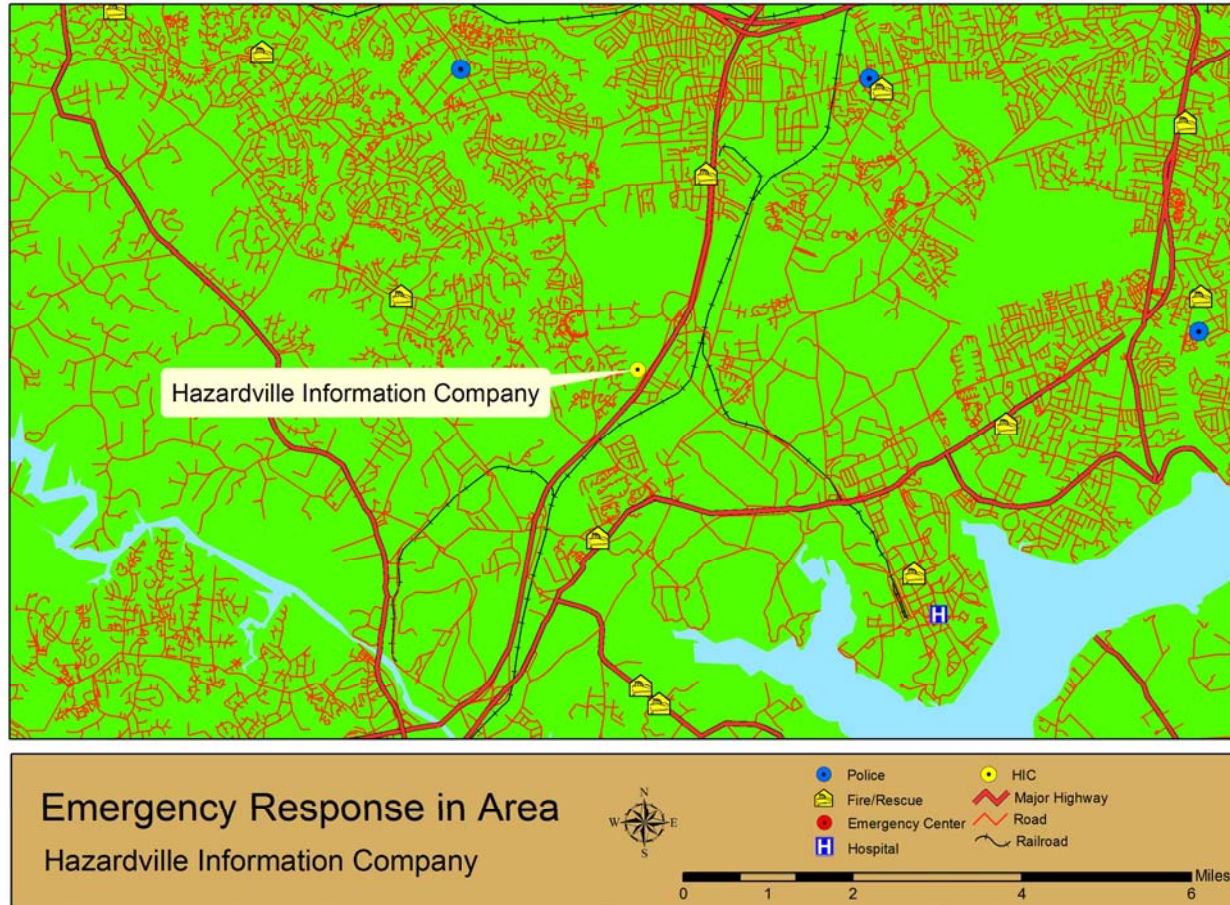 Hazardville Information Company
H
Emergency Response in Area
Hazardville Information Company
N
W E
S
Police
Fire/Rescue
Emergency Center
H Hospital
HIC
Major Highway
Road
Railroad
0 1 2 4 6 Miles